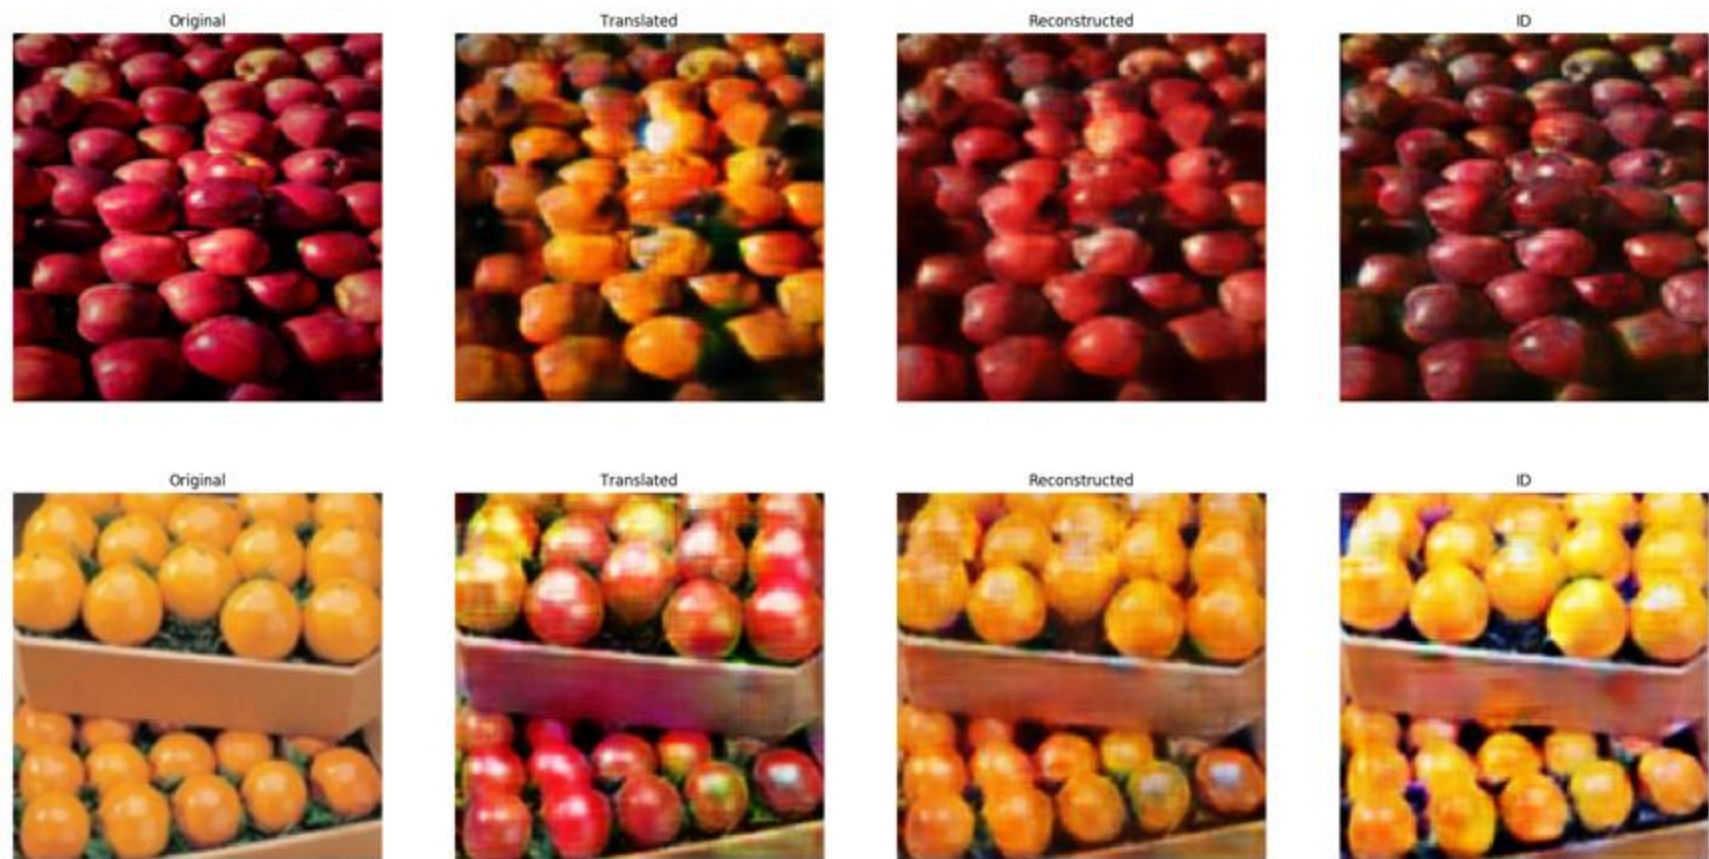 Original
Translated
Reconstructed
ID
Original
Translated
Reconstructed
ID